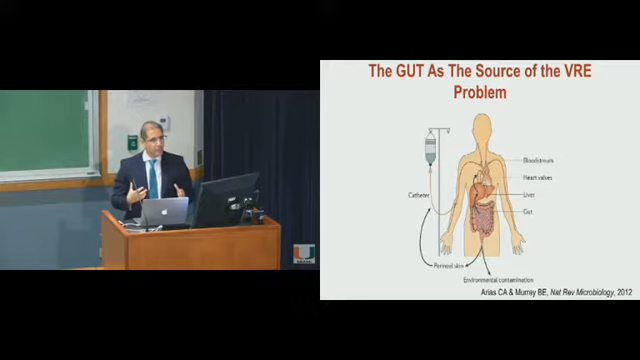 The GUT As The Source of the VRE
Problem
Bloodstream
Heart valves
Catheter
Liver
Gut
Perineal skin
Environmental contamination
Arias CA & Murray BE, Nat Rev Microbiology, 2012